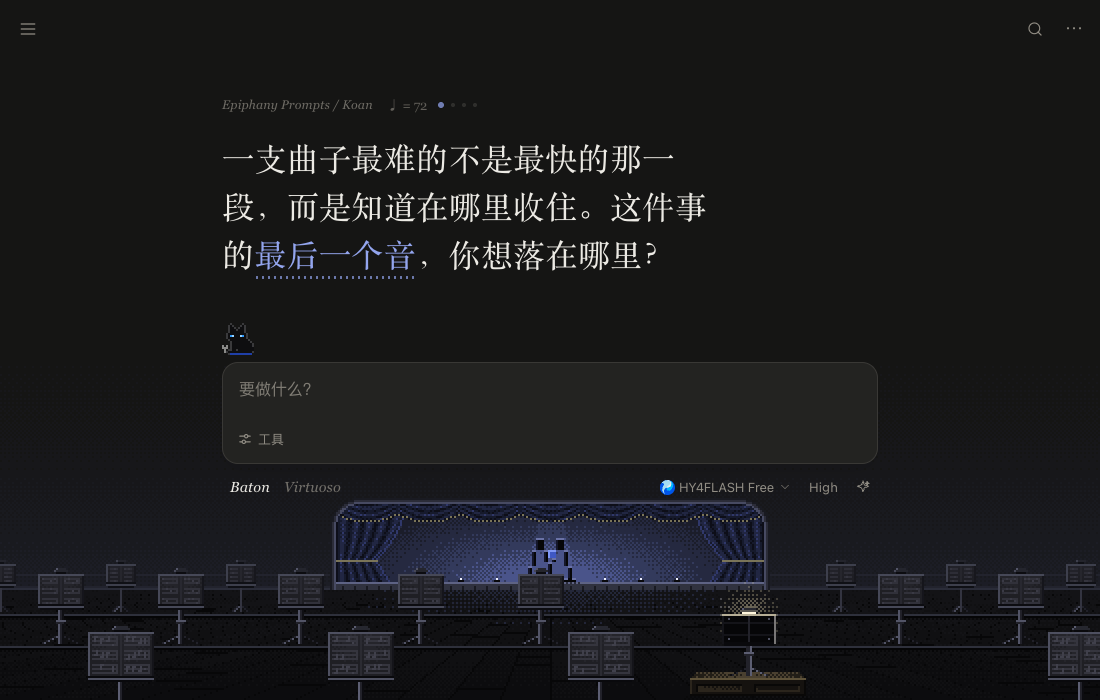 Epiphany Prompts / Koan ♩ = 72
一支曲子最难的不是最快的那一
段，而是知道在哪里收住。这件事
的最后一个音，你想落在哪里？
要做什么？
工具
Baton Virtuoso HY4FLASH Free High